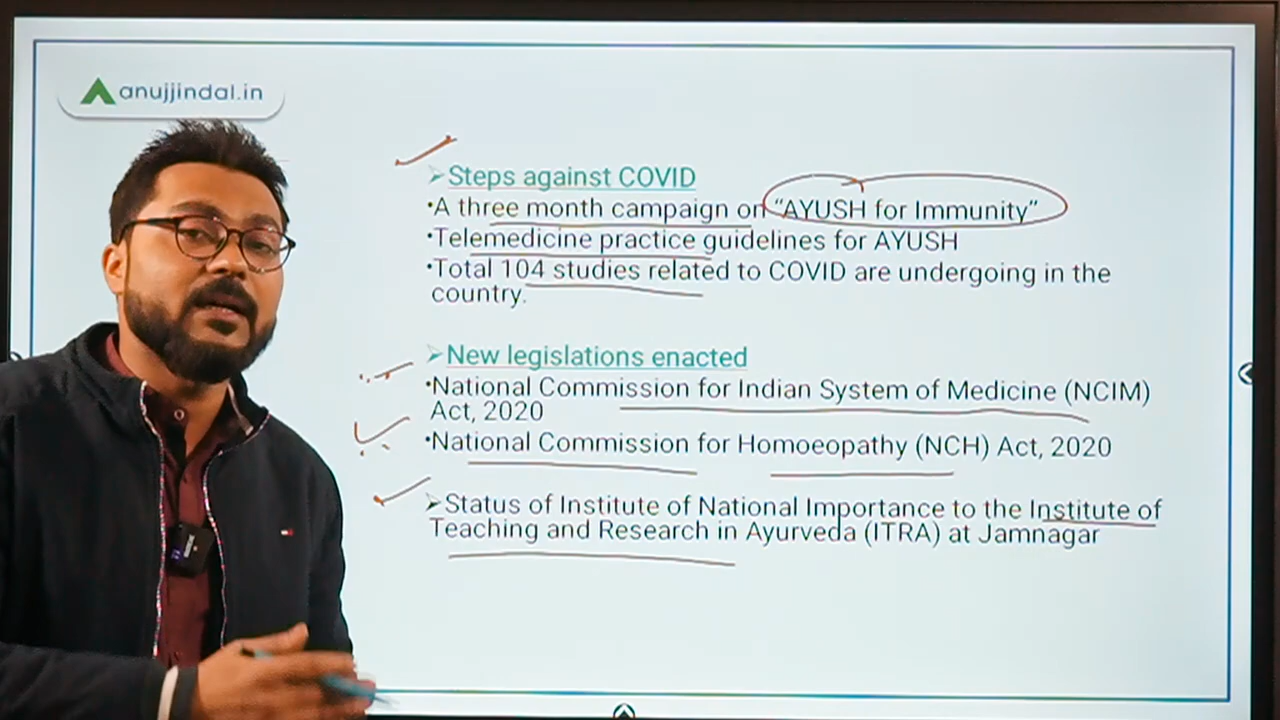 anujjindal.in
➢Steps against COVID
•A three month campaign on “AYUSH for Immunity”
•Telemedicine practice guidelines for AYUSH
•Total 104 studies related to COVID are undergoing in the
country.
➢New legislations enacted
•National Commission for Indian System of Medicine (NCIM)
Act, 2020
•National Commission for Homoeopathy (NCH) Act, 2020
➢Status of Institute of National Importance to the Institute of
Teaching and Research in Ayurveda (ITRA) at Jamnagar